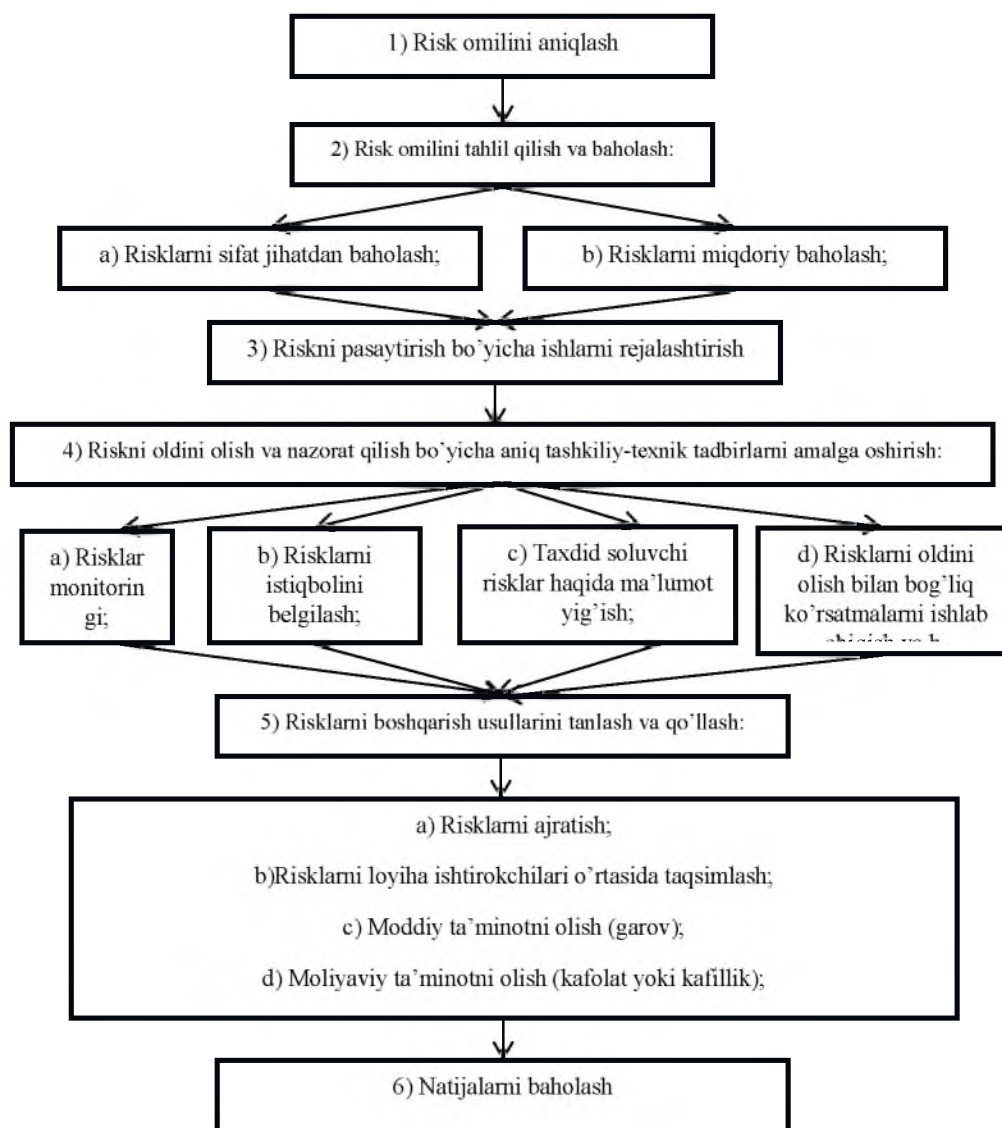 1) Risk omilini aniqlash
2) Risk omilini tahlil qilish va baholash:
a) Risklarni sifat jihatdan baholash;
b) Risklarni miqdoriy baholash;
3) Riskni pasaytirish bo’yicha ishlarni rejalashtirish
4) Riskni oldini olish va nazorat qilish bo’yicha aniq tashkiliy-texnik tadbirlarni amalga oshirish:
a) Risklar
monitorin
gi;
b) Risklarni
istiqbolini
belgilash;
c) Taxdid soluvchi
risklar haqida ma’lumot
yig’ish;
d) Risklarni oldini
olish bilan bog’liq
ko’rsatmalarni ishlab
5) Risklarni boshqarish usullarini tanlash va qo’llash:
a) Risklarni ajratish;
b)Risklarni loyiha ishtirokchilari o’rtasida taqsimlash;
c) Moddiy ta’minotni olish (garov);
d) Moliyaviy ta’minotni olish (kafolat yoki kafillik);
6) Natijalarni baholash